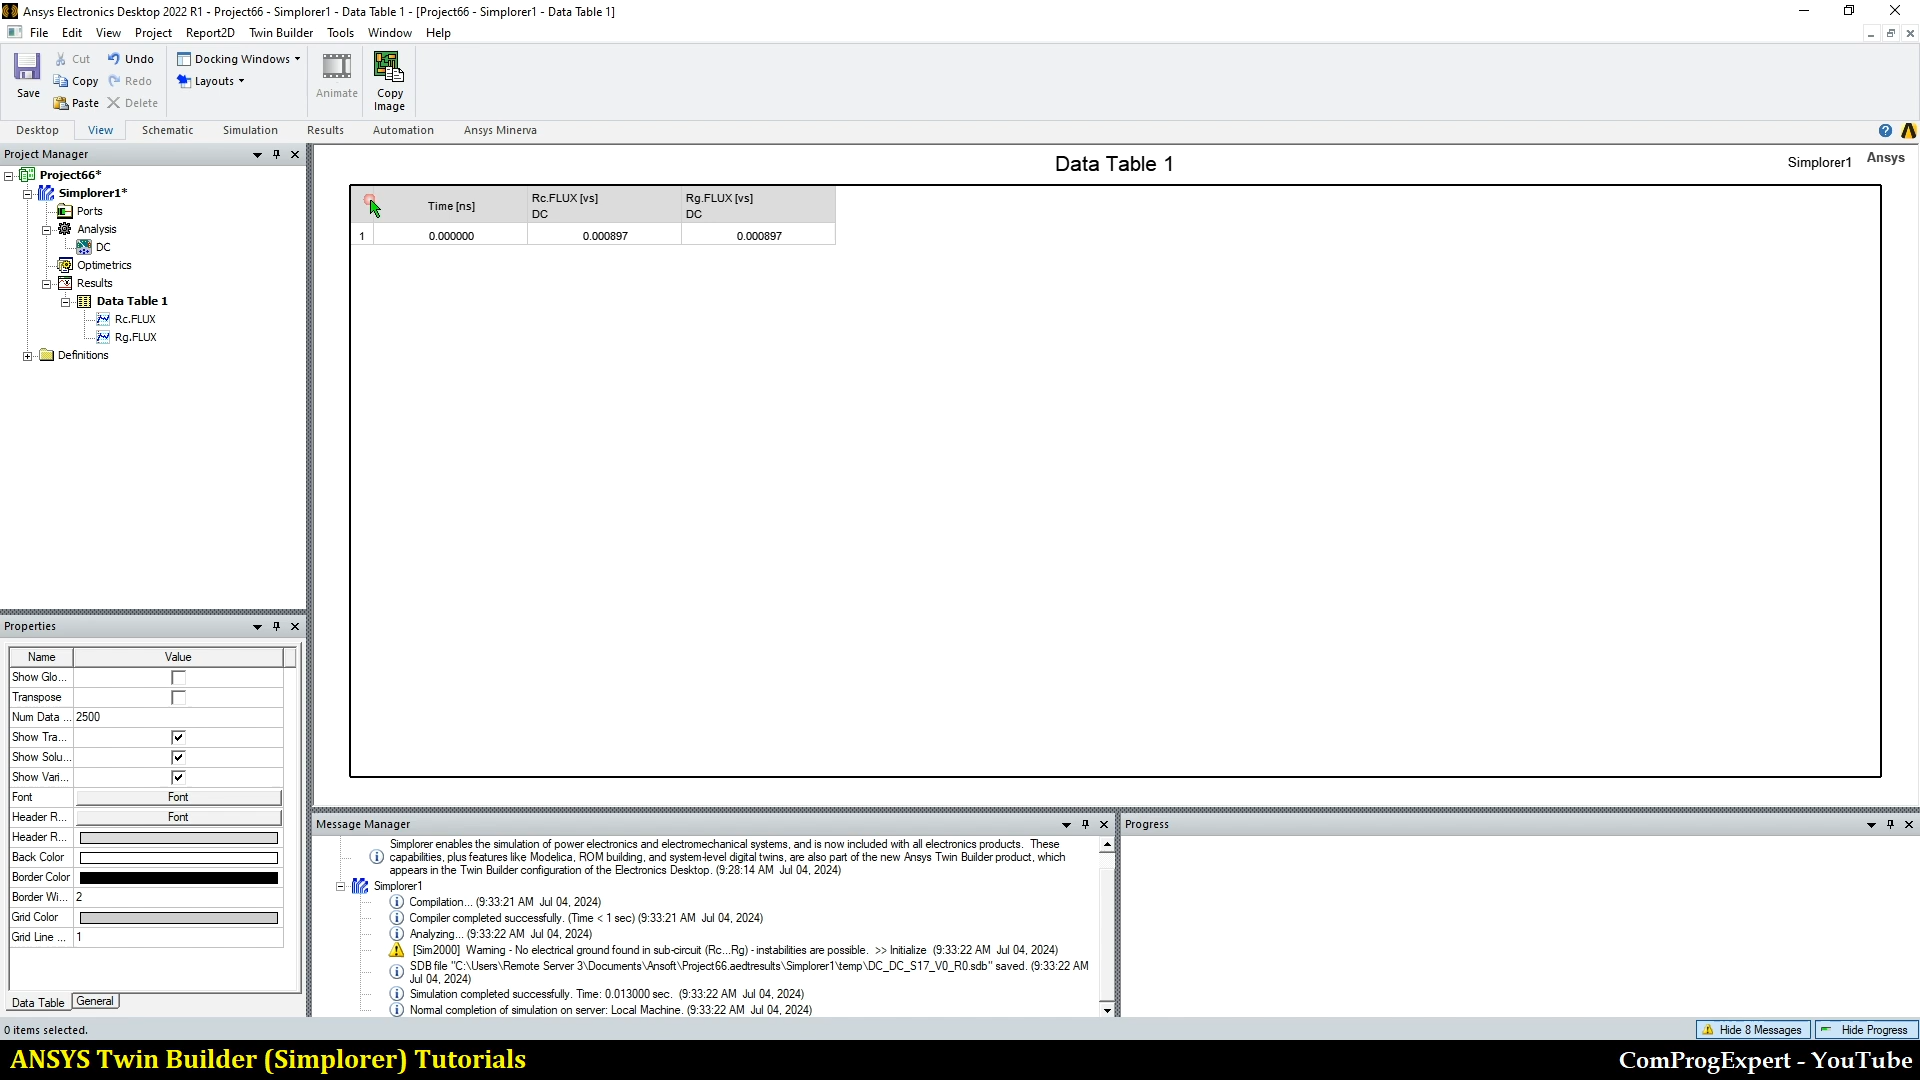 Ansys Electronics Desktop 2022 R1 - Project66 - Simplorer1 - Data Table 1 - [Project66 - Simplorer1 - Data Table 1]
File Edit View Project Report2D Twin Builder Tools Window Help
Save
Cut
Copy
Paste
Undo
Redo
Delete
Docking Windows
Layouts
Animate
Copy
Image
Desktop View Schematic Simulation Results Automation Ansys Minerva
Project Manager
Project66*
Simplorer1*
Ports
Analysis
DC
Optimetrics
Results
Data Table 1
Rc.FLUX
Rg.FLUX
Definitions
Data Table 1
Simplorer1
Ansys
Time [ns] Rc.FLUX [vs] Rg.FLUX [vs]
DC DC
1 0.000000 0.000897 0.000897
Properties
Name Value
Show Glo...
Transpose
Num Data ... 2500
Show Tra...
Show Solu...
Show Vari...
Font Font
Header R... Font
Header R...
Back Color
Border Color
Border Wi... 2
Grid Color
Grid Line ... 1
Data Table General
Message Manager
Simplorer enables the simulation of power electronics and electromechanical systems, and is now included with all electronics products. These
capabilities, plus features like Modelica, ROM building, and system-level digital twins, are also part of the new Ansys Twin Builder product, which
appears in the Twin Builder configuration of the Electronics Desktop. (9:28:14 AM Jul 04, 2024)
Simplorer1
Compilation... (9:33:21 AM Jul 04, 2024)
Compiler completed successfully. (Time < 1 sec) (9:33:21 AM Jul 04, 2024)
Analyzing... (9:33:22 AM Jul 04, 2024)
[Sim2000] Warning - No electrical ground found in sub-circuit (Rc...Rg) - instabilities are possible. >> Initialize (9:33:22 AM Jul 04, 2024)
SDB file "C:\Users\Remote Server 3\Documents\Ansoft\Project66.aedtresults\Simplorer1\temp\DC_DC_S17_V0_R0.sdb" saved. (9:33:22 AM
Jul 04, 2024)
Simulation completed successfully. Time: 0.013000 sec. (9:33:22 AM Jul 04, 2024)
Normal completion of simulation on server: Local Machine. (9:33:22 AM Jul 04, 2024)
Progress
0 items selected.
Hide 8 Messages
Hide Progress
ANSYS Twin Builder (Simplorer) Tutorials
ComProgExpert - YouTube